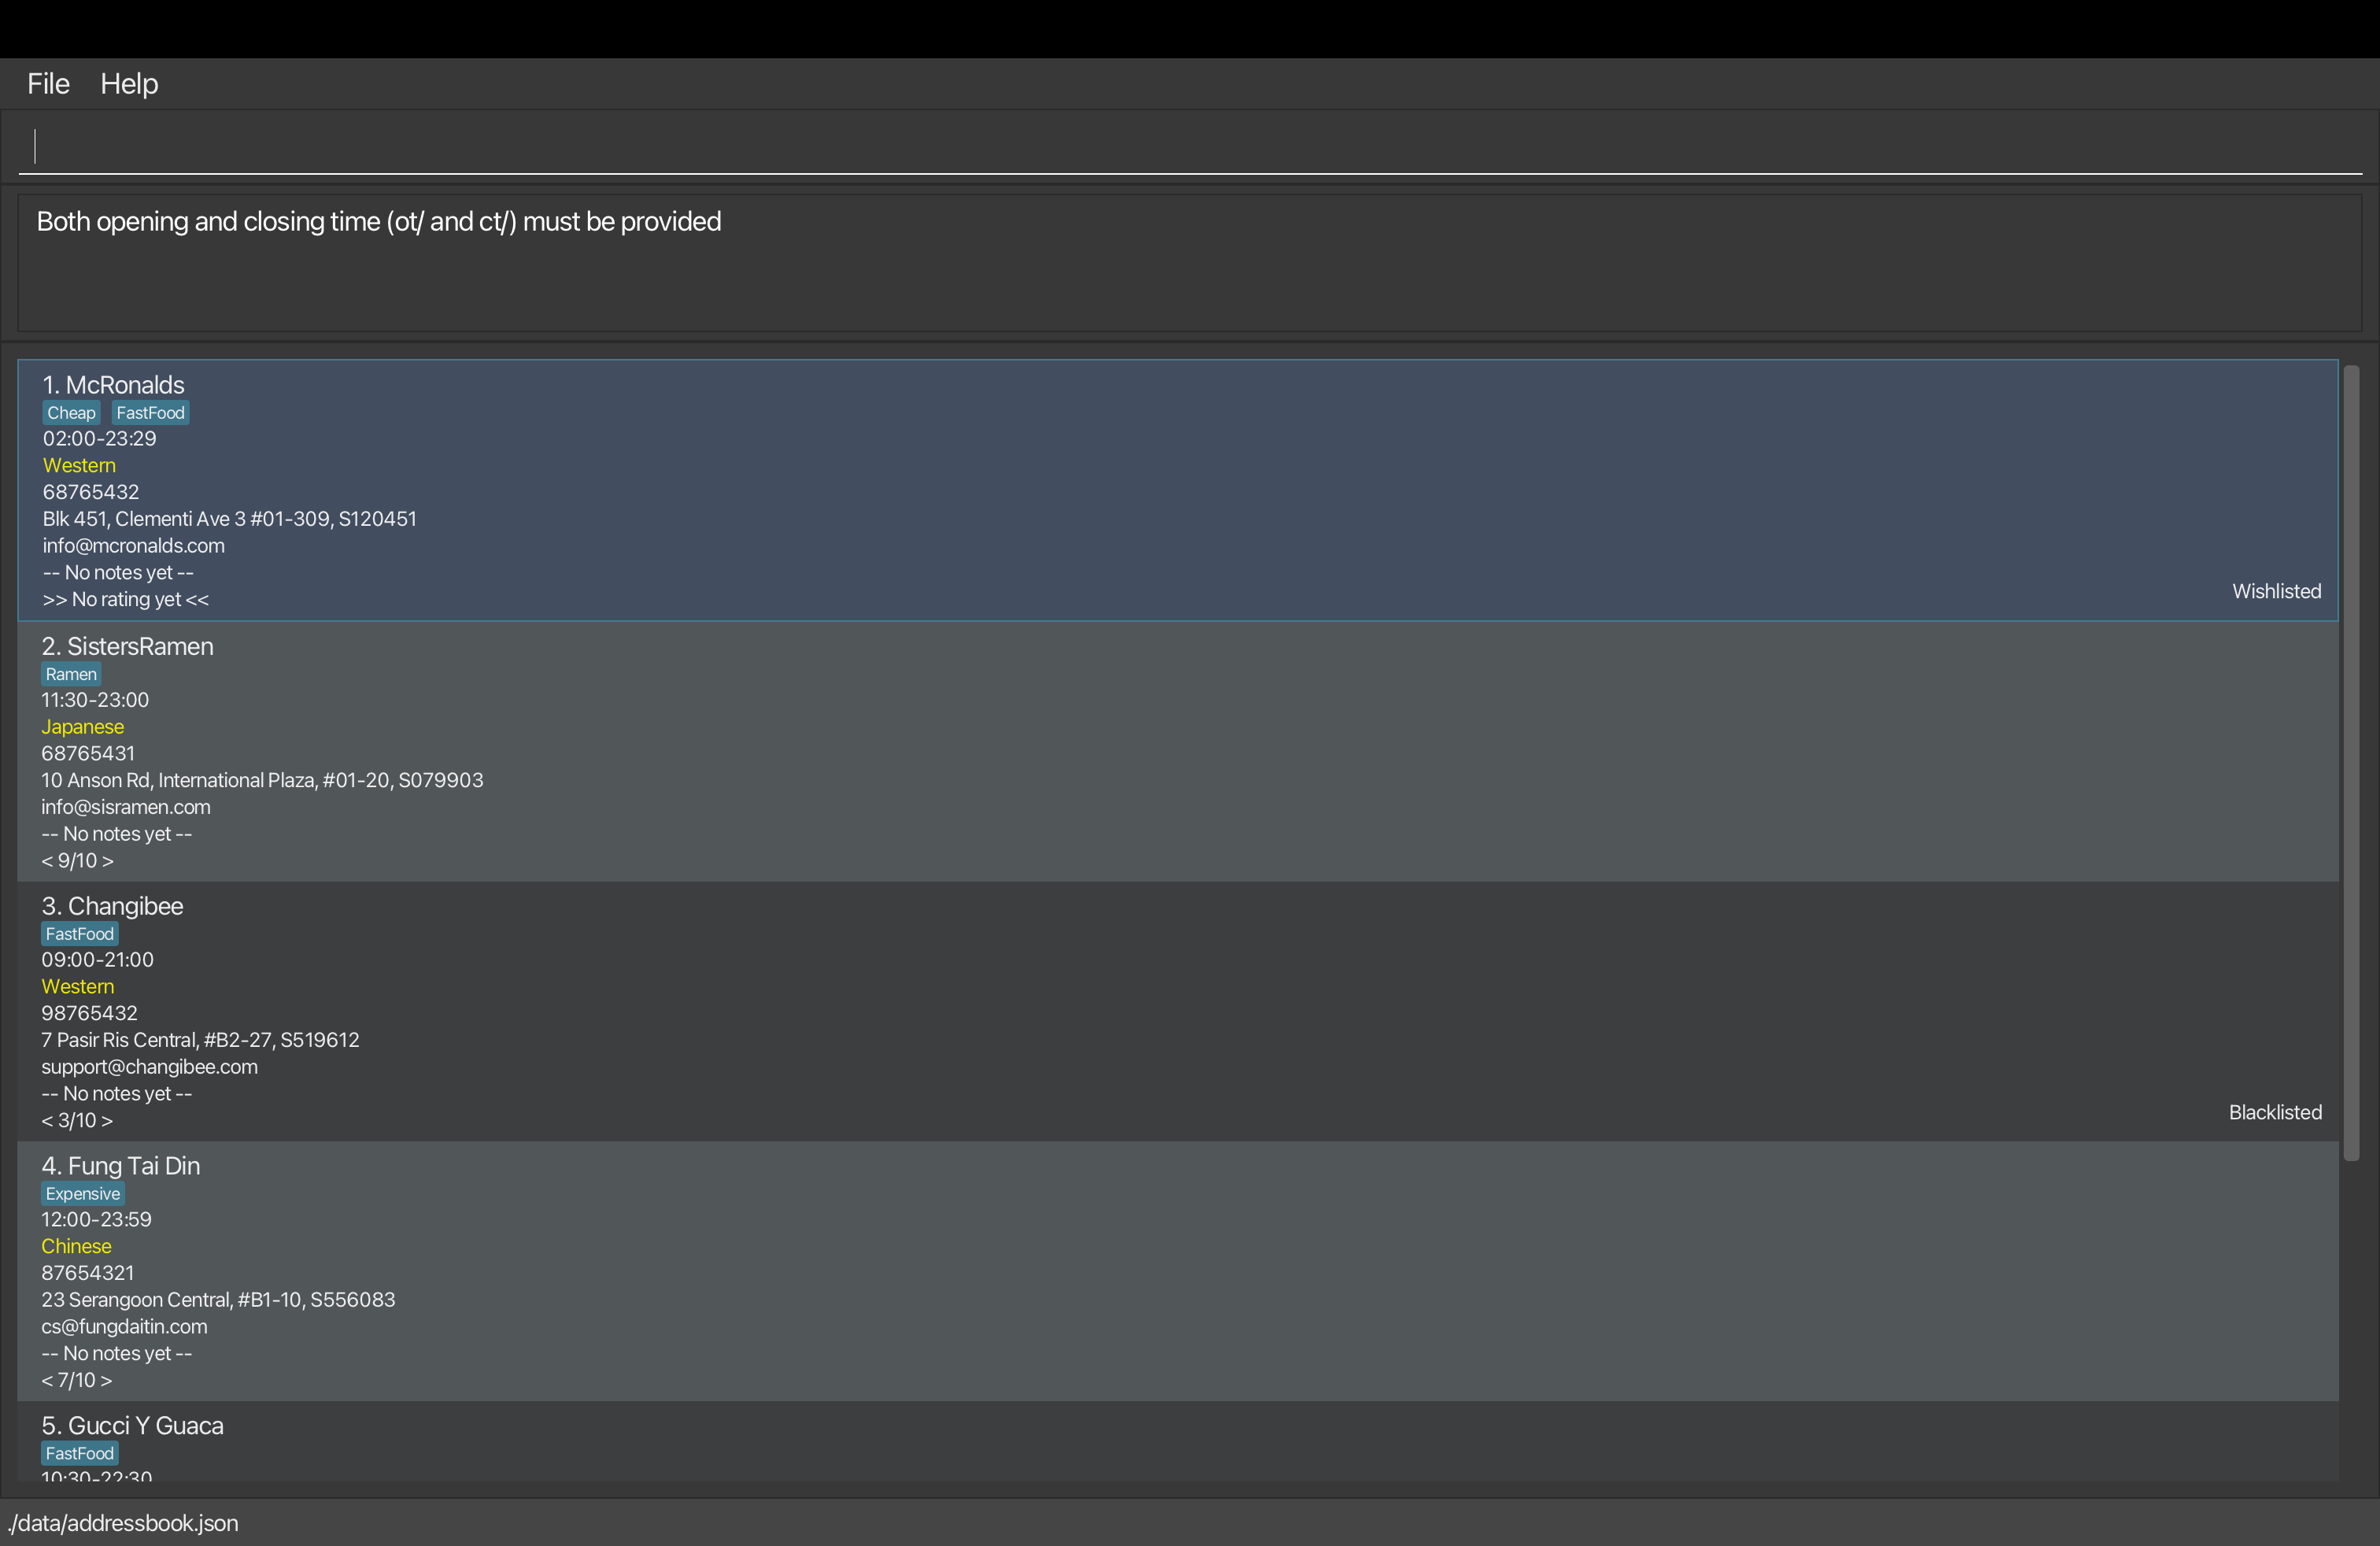 File Help
Both opening and closing time (ot/ and ct/) must be provided
1. McRonalds
Cheap FastFood
02:00-23:29
Western
68765432
Blk 451, Clementi Ave 3 #01-309, S120451
info@mcronalds.com
-- No notes yet --
>> No rating yet <<
Wishlisted
2. SistersRamen
Ramen
11:30-23:00
Japanese
68765431
10 Anson Rd, International Plaza, #01-20, S079903
info@sisramen.com
-- No notes yet --
< 9/10 >
3. Changibee
FastFood
09:00-21:00
Western
98765432
7 Pasir Ris Central, #B2-27, S519612
support@changibee.com
-- No notes yet --
< 3/10 >
Blacklisted
4. Fung Tai Din
Expensive
12:00-23:59
Chinese
87654321
23 Serangoon Central, #B1-10, S556083
cs@fungdaitin.com
-- No notes yet --
< 7/10 >
5. Gucci Y Guaca
FastFood
10:30-22:30
./data/addressbook.json